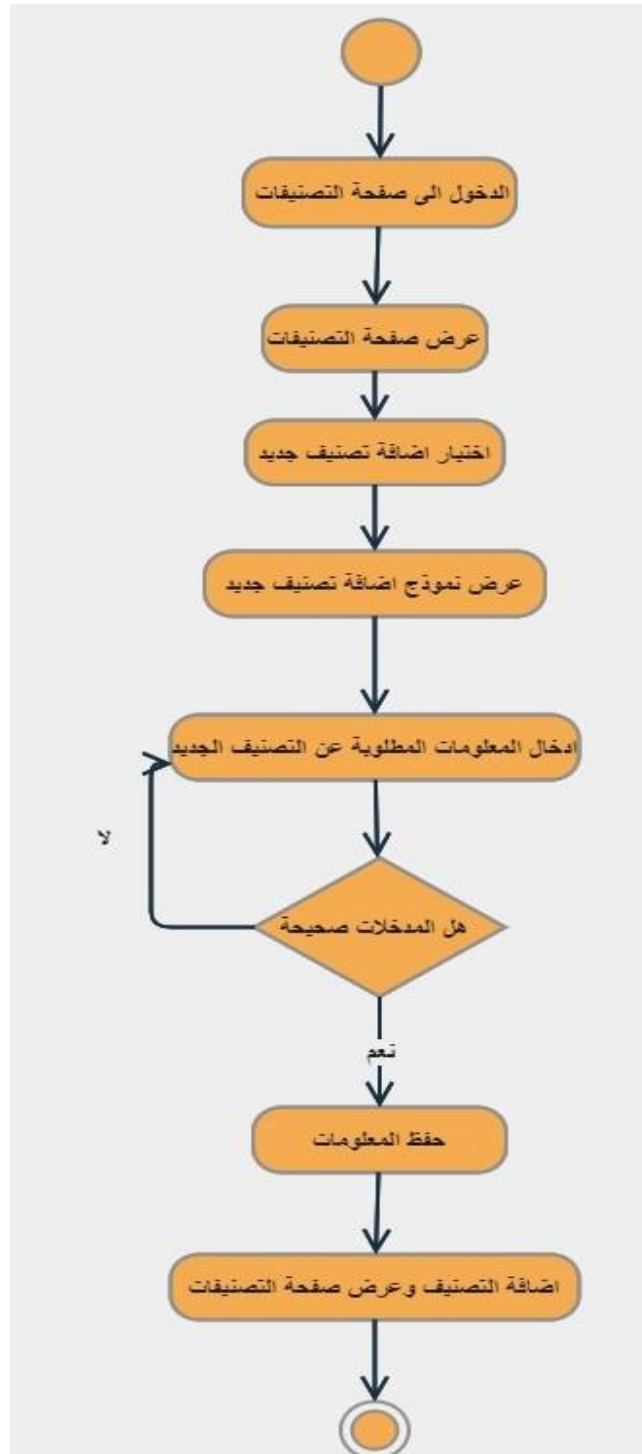 الدخول الى صفحة التصنيفات
عرض صفحة التصنيفات
اختيار اضافة تصنيف جديد
عرض نموذج اضافة تصنيف جديد
ادخال المعلومات المطلوبة عن التصنيف الجديد
لا
هل المدخلات صحيحة
نعم
حفظ المعلومات
اضافة التصنيف وعرض صفحة التصنيفات